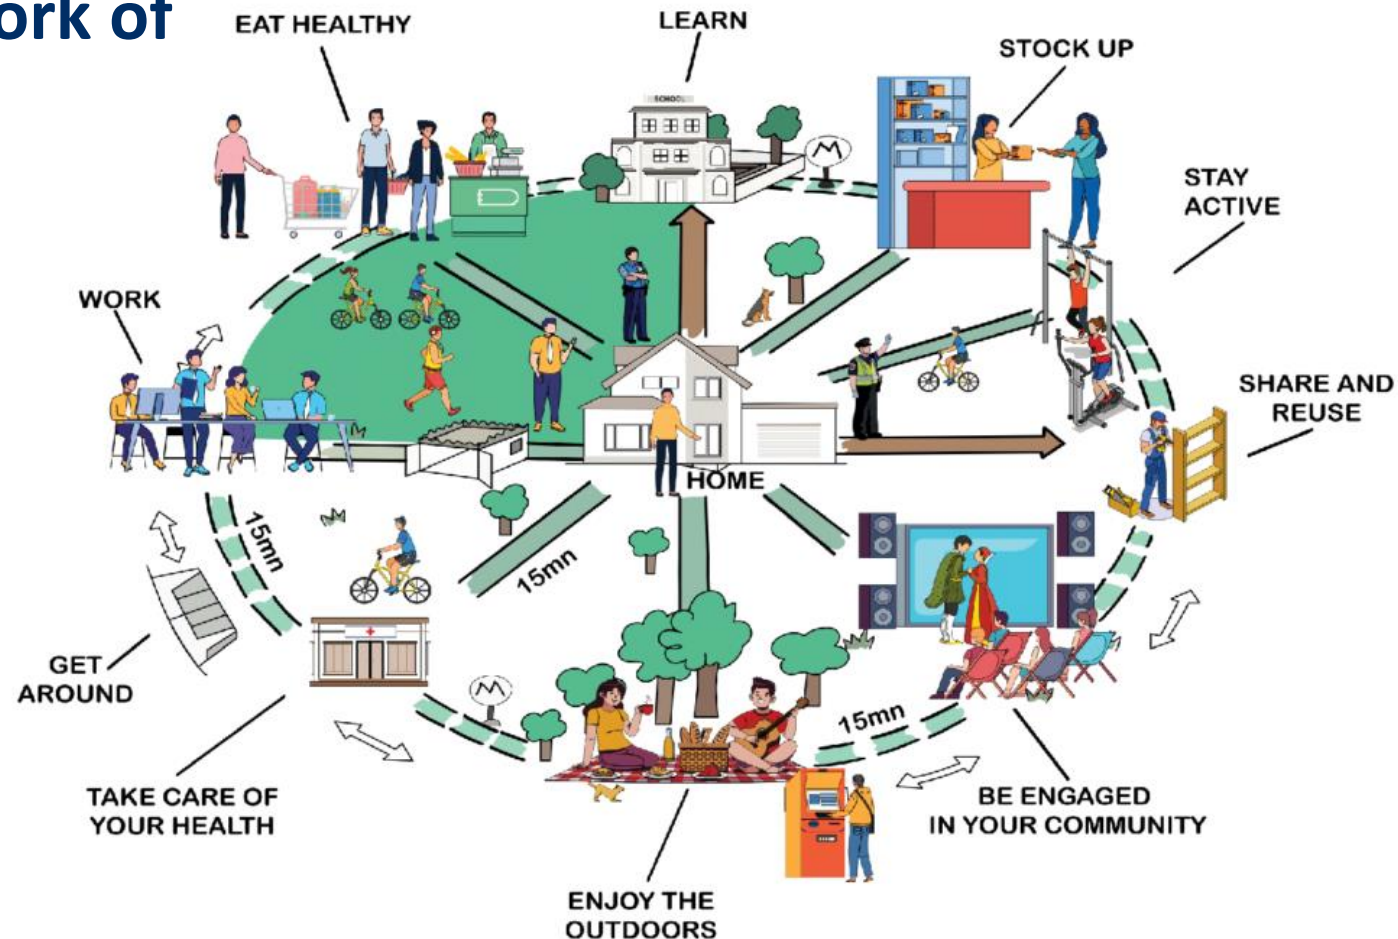 ork of
EAT HEALTHY
LEARN
STOCK UP
SCHOOL
M
STAY
ACTIVE
WORK
SHARE AND
REUSE
HOME
15mn
15mn
GET
AROUND
M
15mn
TAKE CARE OF
YOUR HEALTH
BE ENGAGED
IN YOUR COMMUNITY
ENJOY THE
OUTDOORS